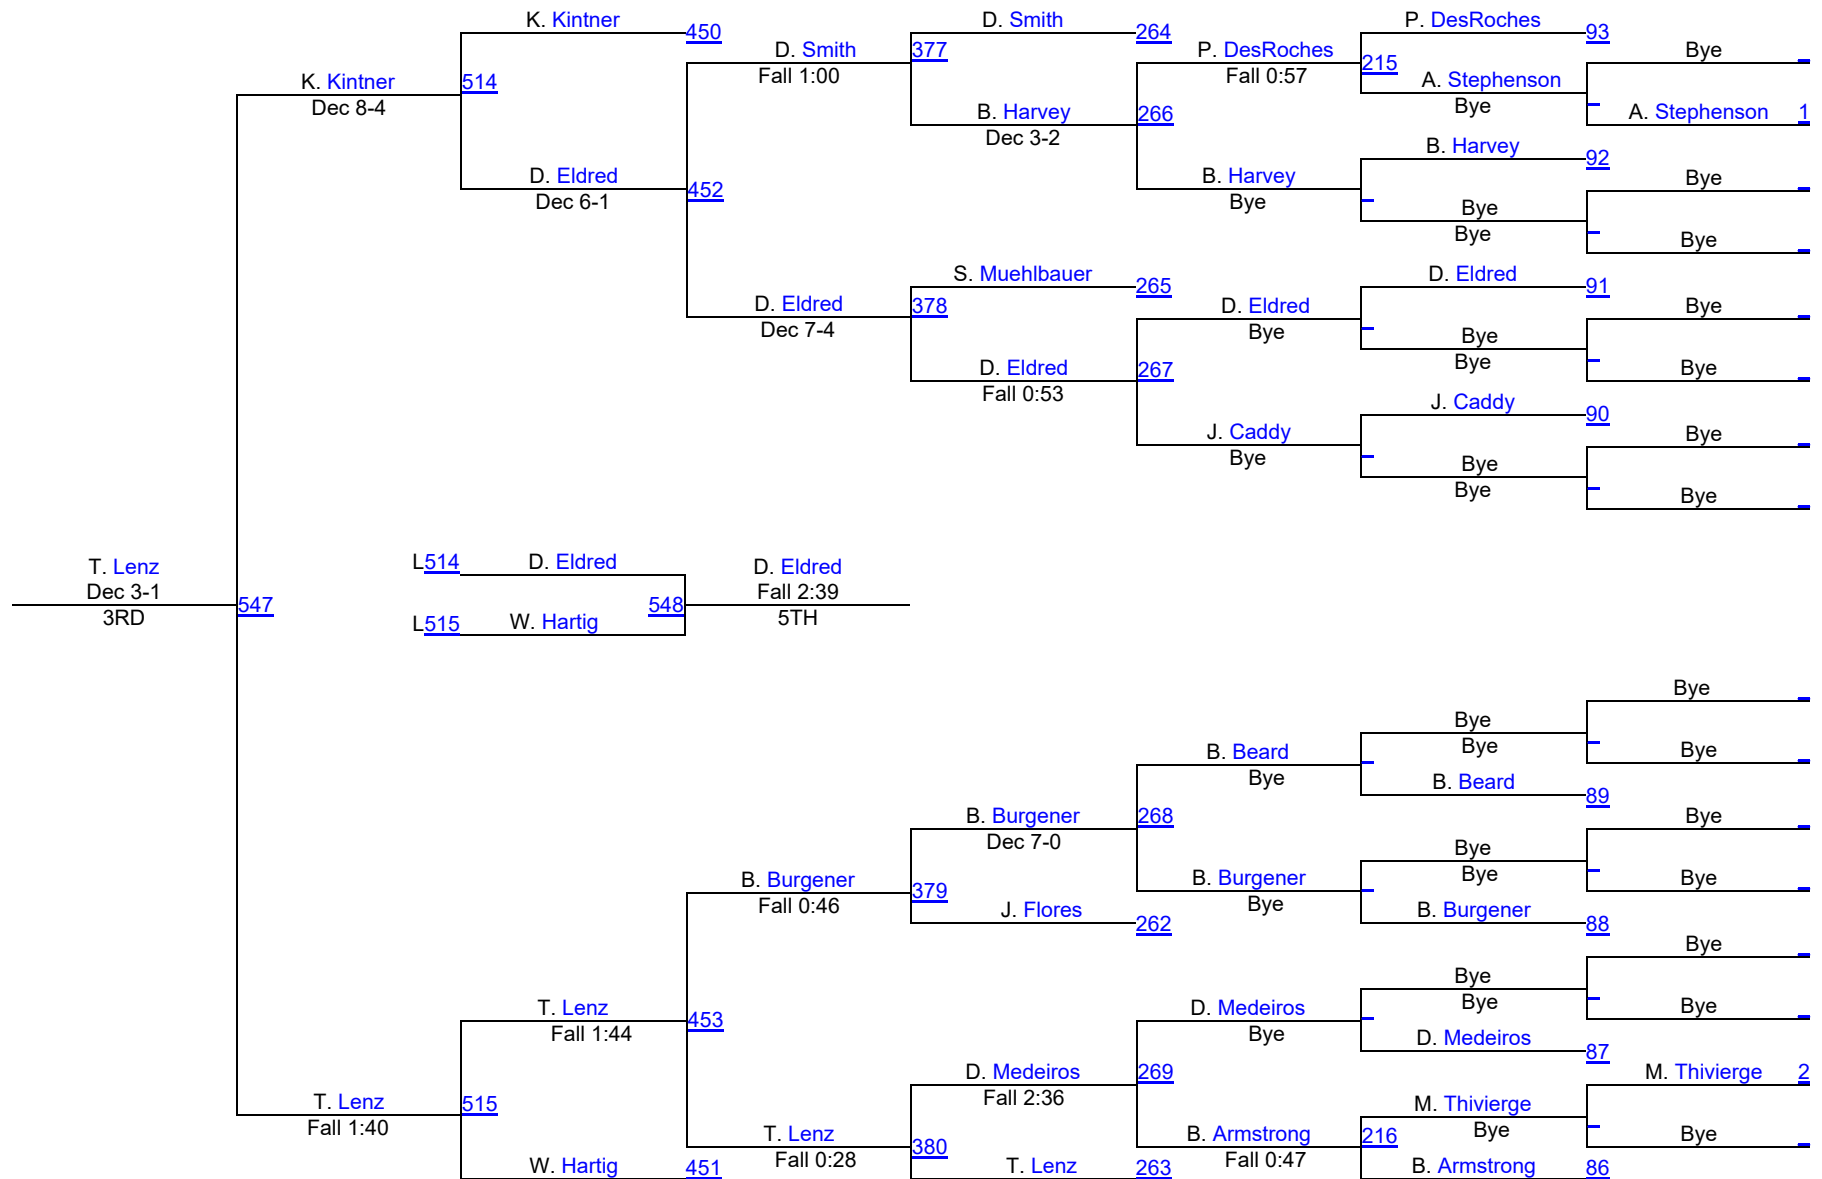 K. Kintner
450
D. Smith
264
P. DesRoches
93
Bye
D. Smith
Fall 1:00
377
P. DesRoches
Fall 0:57
215
A. Stephenson
Bye
A. Stephenson 1
K. Kintner
Dec 8-4
514
B. Harvey
Dec 3-2
266
B. Harvey
92
Bye
D. Eldred
Dec 6-1
452
B. Harvey
Bye
Bye
Bye
Bye
S. Muehlbauer
265
D. Eldred
91
Bye
D. Eldred
Dec 7-4
378
D. Eldred
Bye
Bye
Bye
Bye
D. Eldred
Fall 0:53
267
J. Caddy
90
Bye
J. Caddy
Bye
Bye
Bye
Bye
T. Lenz
Dec 3-1
3RD
547
L514 D. Eldred
L515 W. Hartig
548
D. Eldred
Fall 2:39
5TH
Bye
Bye
Bye
Bye
B. Beard
Bye
B. Beard
89
B. Burgener
Dec 7-0
268
Bye
Bye
Bye
Bye
B. Burgener
Fall 0:46
379
B. Burgener
Bye
J. Flores
262
B. Burgener
88
Bye
Bye
Bye
Bye
T. Lenz
Fall 1:44
453
D. Medeiros
Bye
D. Medeiros
87
D. Medeiros
Fall 2:36
269
M. Thivierge 2
T. Lenz
Fall 1:40
515
M. Thivierge
Bye
Bye
T. Lenz
Fall 0:28
380
B. Armstrong
Fall 0:47
216
W. Hartig
451
T. Lenz
263
B. Armstrong
86